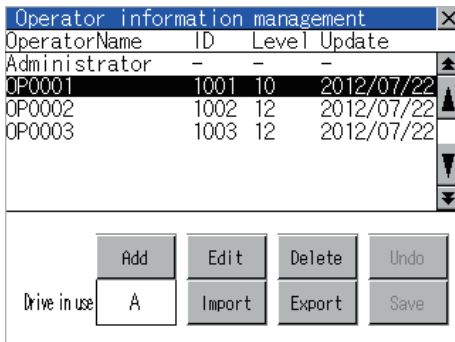 Operator information management
OperatorName ID Level Update
Administrator - - -
OP0001 1001 10 2012/07/22
OP0002 1002 12 2012/07/22
OP0003 1003 12 2012/07/22
Add Edit Delete Undo
Drive in use A Import Export Save